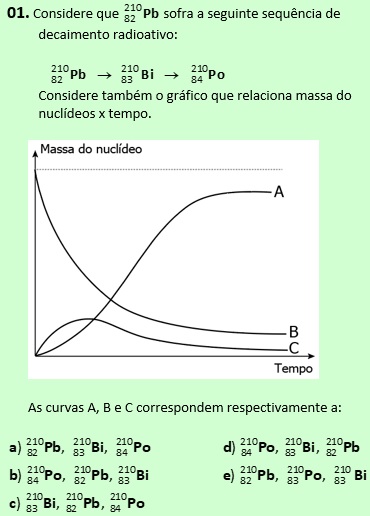 01. Considere que ²¹⁰₈₂Pb sofra a seguinte sequência de
decaimento radioativo:
²¹⁰₈₂Pb → ²¹⁰₈₃Bi → ²¹⁰₈₄Po
Considere também o gráfico que relaciona massa do
nuclídeos x tempo.
Massa do nuclídeo
A
B
C
Tempo
As curvas A, B e C correspondem respectivamente a:
a) ²¹⁰₈₂Pb, ²¹⁰₈₃Bi, ²¹⁰₈₄Po
b) ²¹⁰₈₄Po, ²¹⁰₈₂Pb, ²¹⁰₈₃Bi
c) ²¹⁰₈₃Bi, ²¹⁰₈₂Pb, ²¹⁰₈₄Po
d) ²¹⁰₈₄Po, ²¹⁰₈₃Bi, ²¹⁰₈₂Pb
e) ²¹⁰₈₂Pb, ²¹⁰₈₃Po, ²¹⁰₈₃Bi